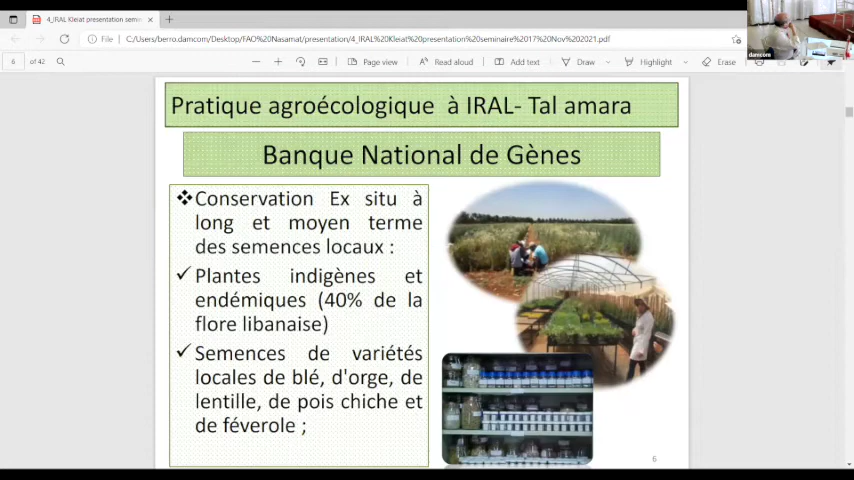 4_IRAL Kleiat presentation semin
File
C:/Users/berro.damcom/Desktop/FAO%20Nasamat/presentation/4_IRAL%20Kleiat%20presentation%20seminaire%2017%20Nov%202021.pdf
damcom
6 of 42
Page view
Read aloud
Add text
Draw
Highlight
Erase
Pratique agroécologique à IRAL- Tal amara
Banque National de Gènes
❖Conservation Ex situ à
long et moyen terme
des semences locaux :
✓Plantes indigènes et
endémiques (40% de la
flore libanaise)
✓Semences de variétés
locales de blé, d'orge, de
lentille, de pois chiche et
de féverole ;
6